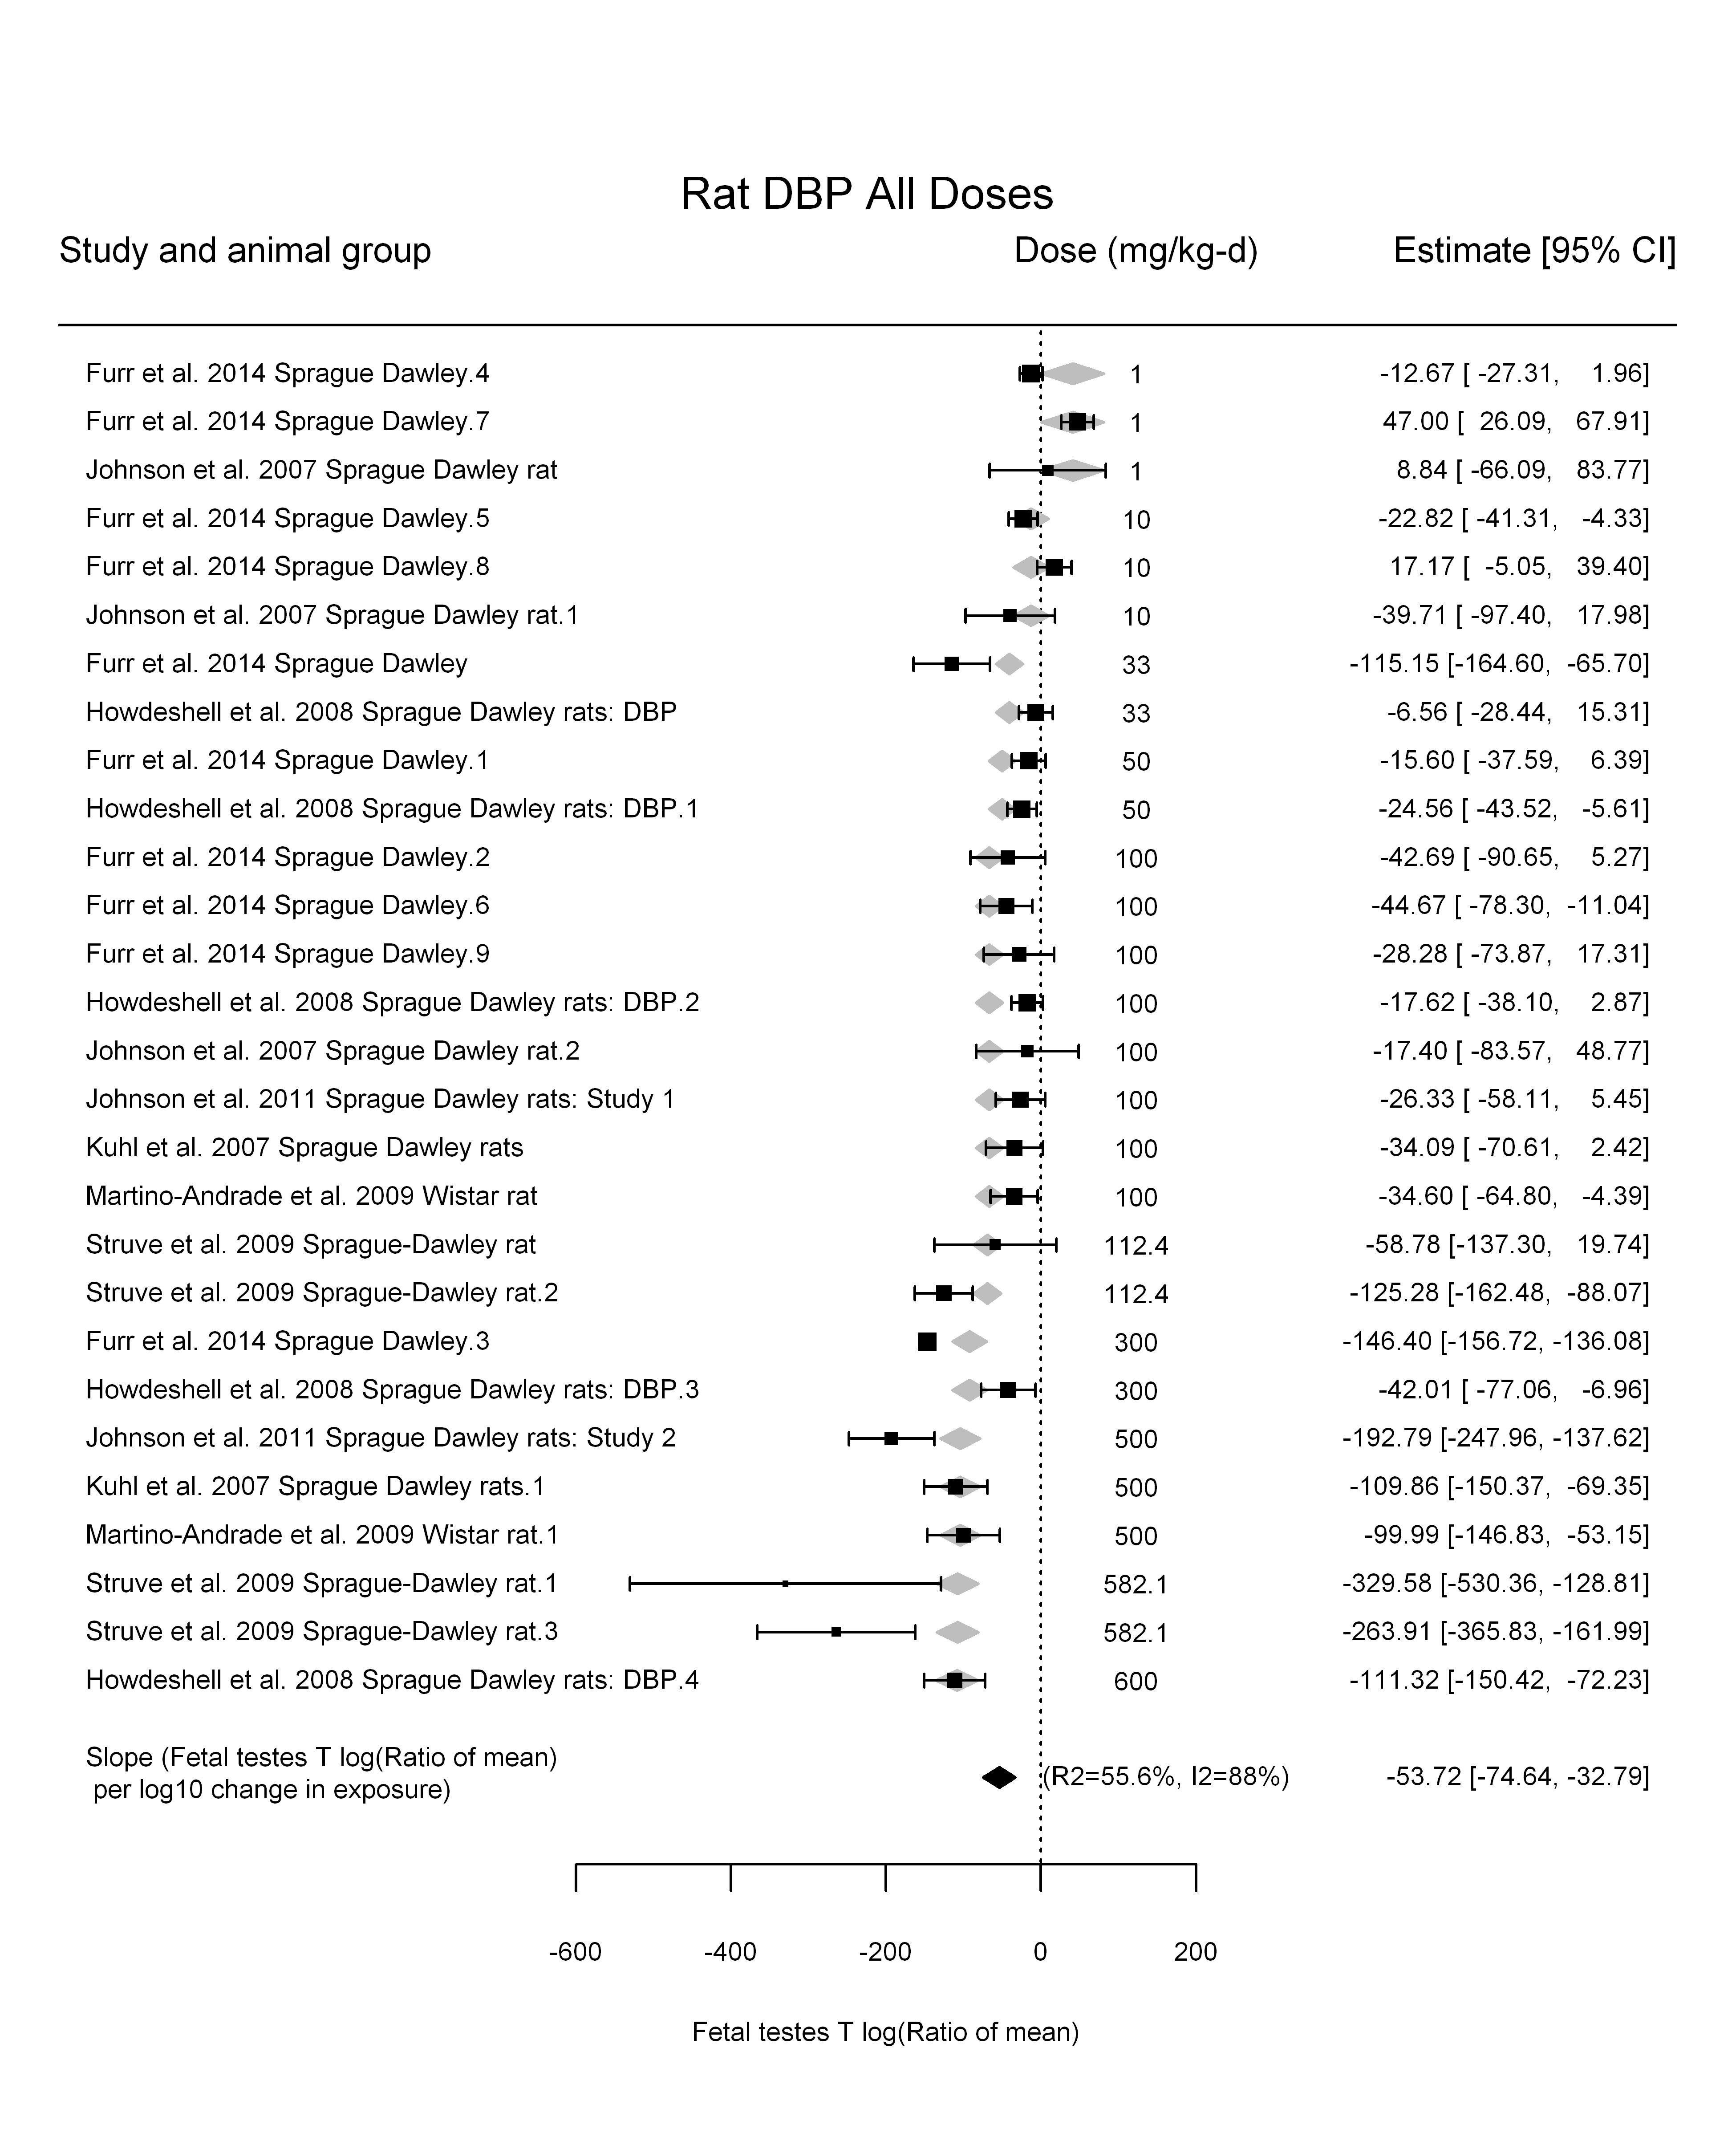 Rat DBP All Doses
Study and animal group Dose (mg/kg-d) Estimate [95% CI]
Furr et al. 2014 Sprague Dawley.4 1 -12.67 [ -27.31, 1.96]
Furr et al. 2014 Sprague Dawley.7 1 47.00 [ 26.09, 67.91]
Johnson et al. 2007 Sprague Dawley rat 1 8.84 [ -66.09, 83.77]
Furr et al. 2014 Sprague Dawley.5 10 -22.82 [ -41.31, -4.33]
Furr et al. 2014 Sprague Dawley.8 10 17.17 [ -5.05, 39.40]
Johnson et al. 2007 Sprague Dawley rat.1 10 -39.71 [ -97.40, 17.98]
Furr et al. 2014 Sprague Dawley 33 -115.15 [-164.60, -65.70]
Howdeshell et al. 2008 Sprague Dawley rats: DBP 33 -6.56 [ -28.44, 15.31]
Furr et al. 2014 Sprague Dawley.1 50 -15.60 [ -37.59, 6.39]
Howdeshell et al. 2008 Sprague Dawley rats: DBP.1 50 -24.56 [ -43.52, -5.61]
Furr et al. 2014 Sprague Dawley.2 100 -42.69 [ -90.65, 5.27]
Furr et al. 2014 Sprague Dawley.6 100 -44.67 [ -78.30, -11.04]
Furr et al. 2014 Sprague Dawley.9 100 -28.28 [ -73.87, 17.31]
Howdeshell et al. 2008 Sprague Dawley rats: DBP.2 100 -17.62 [ -38.10, 2.87]
Johnson et al. 2007 Sprague Dawley rat.2 100 -17.40 [ -83.57, 48.77]
Johnson et al. 2011 Sprague Dawley rats: Study 1 100 -26.33 [ -58.11, 5.45]
Kuhl et al. 2007 Sprague Dawley rats 100 -34.09 [ -70.61, 2.42]
Martino-Andrade et al. 2009 Wistar rat 100 -34.60 [ -64.80, -4.39]
Struve et al. 2009 Sprague-Dawley rat 112.4 -58.78 [-137.30, 19.74]
Struve et al. 2009 Sprague-Dawley rat.2 112.4 -125.28 [-162.48, -88.07]
Furr et al. 2014 Sprague Dawley.3 300 -146.40 [-156.72, -136.08]
Howdeshell et al. 2008 Sprague Dawley rats: DBP.3 300 -42.01 [ -77.06, -6.96]
Johnson et al. 2011 Sprague Dawley rats: Study 2 500 -192.79 [-247.96, -137.62]
Kuhl et al. 2007 Sprague Dawley rats.1 500 -109.86 [-150.37, -69.35]
Martino-Andrade et al. 2009 Wistar rat.1 500 -99.99 [-146.83, -53.15]
Struve et al. 2009 Sprague-Dawley rat.1 582.1 -329.58 [-530.36, -128.81]
Struve et al. 2009 Sprague-Dawley rat.3 582.1 -263.91 [-365.83, -161.99]
Howdeshell et al. 2008 Sprague Dawley rats: DBP.4 600 -111.32 [-150.42, -72.23]
Slope (Fetal testes T log(Ratio of mean)
per log10 change in exposure) (R2=55.6%, I2=88%) -53.72 [-74.64, -32.79]
-600 -400 -200 0 200
Fetal testes T log(Ratio of mean)